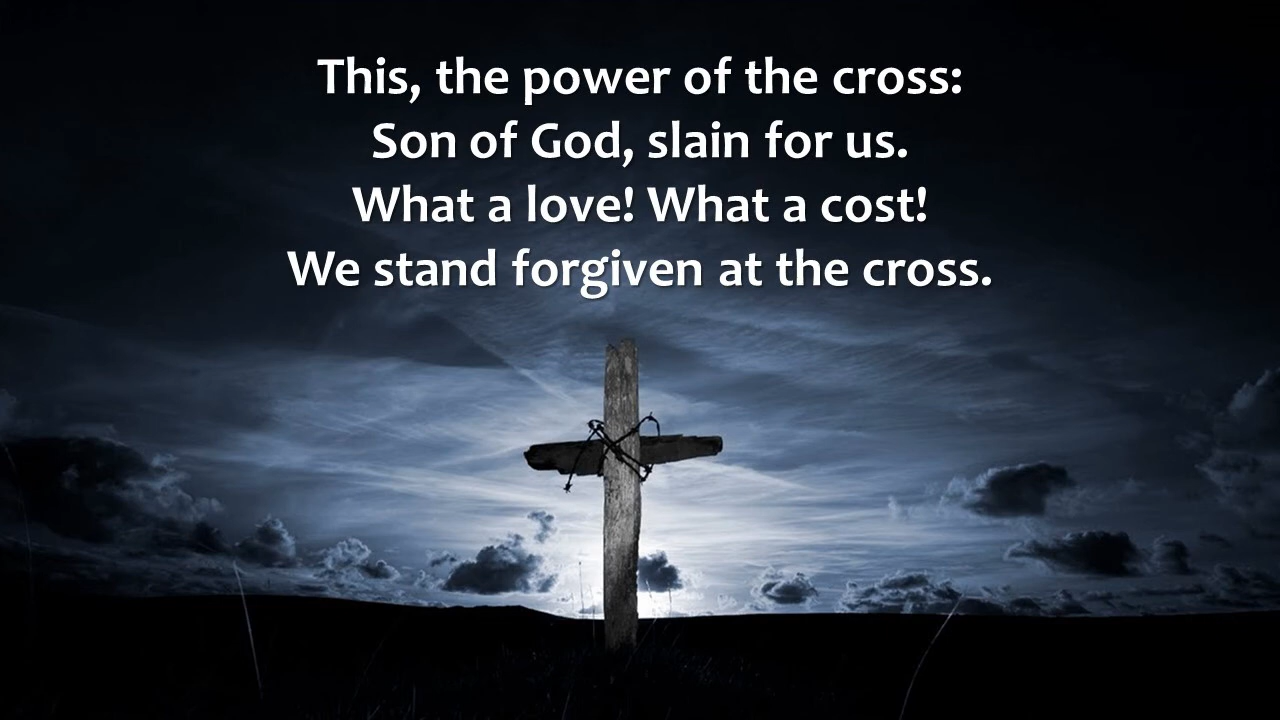 This, the power of the cross:
Son of God, slain for us.
What a love! What a cost!
We stand forgiven at the cross.